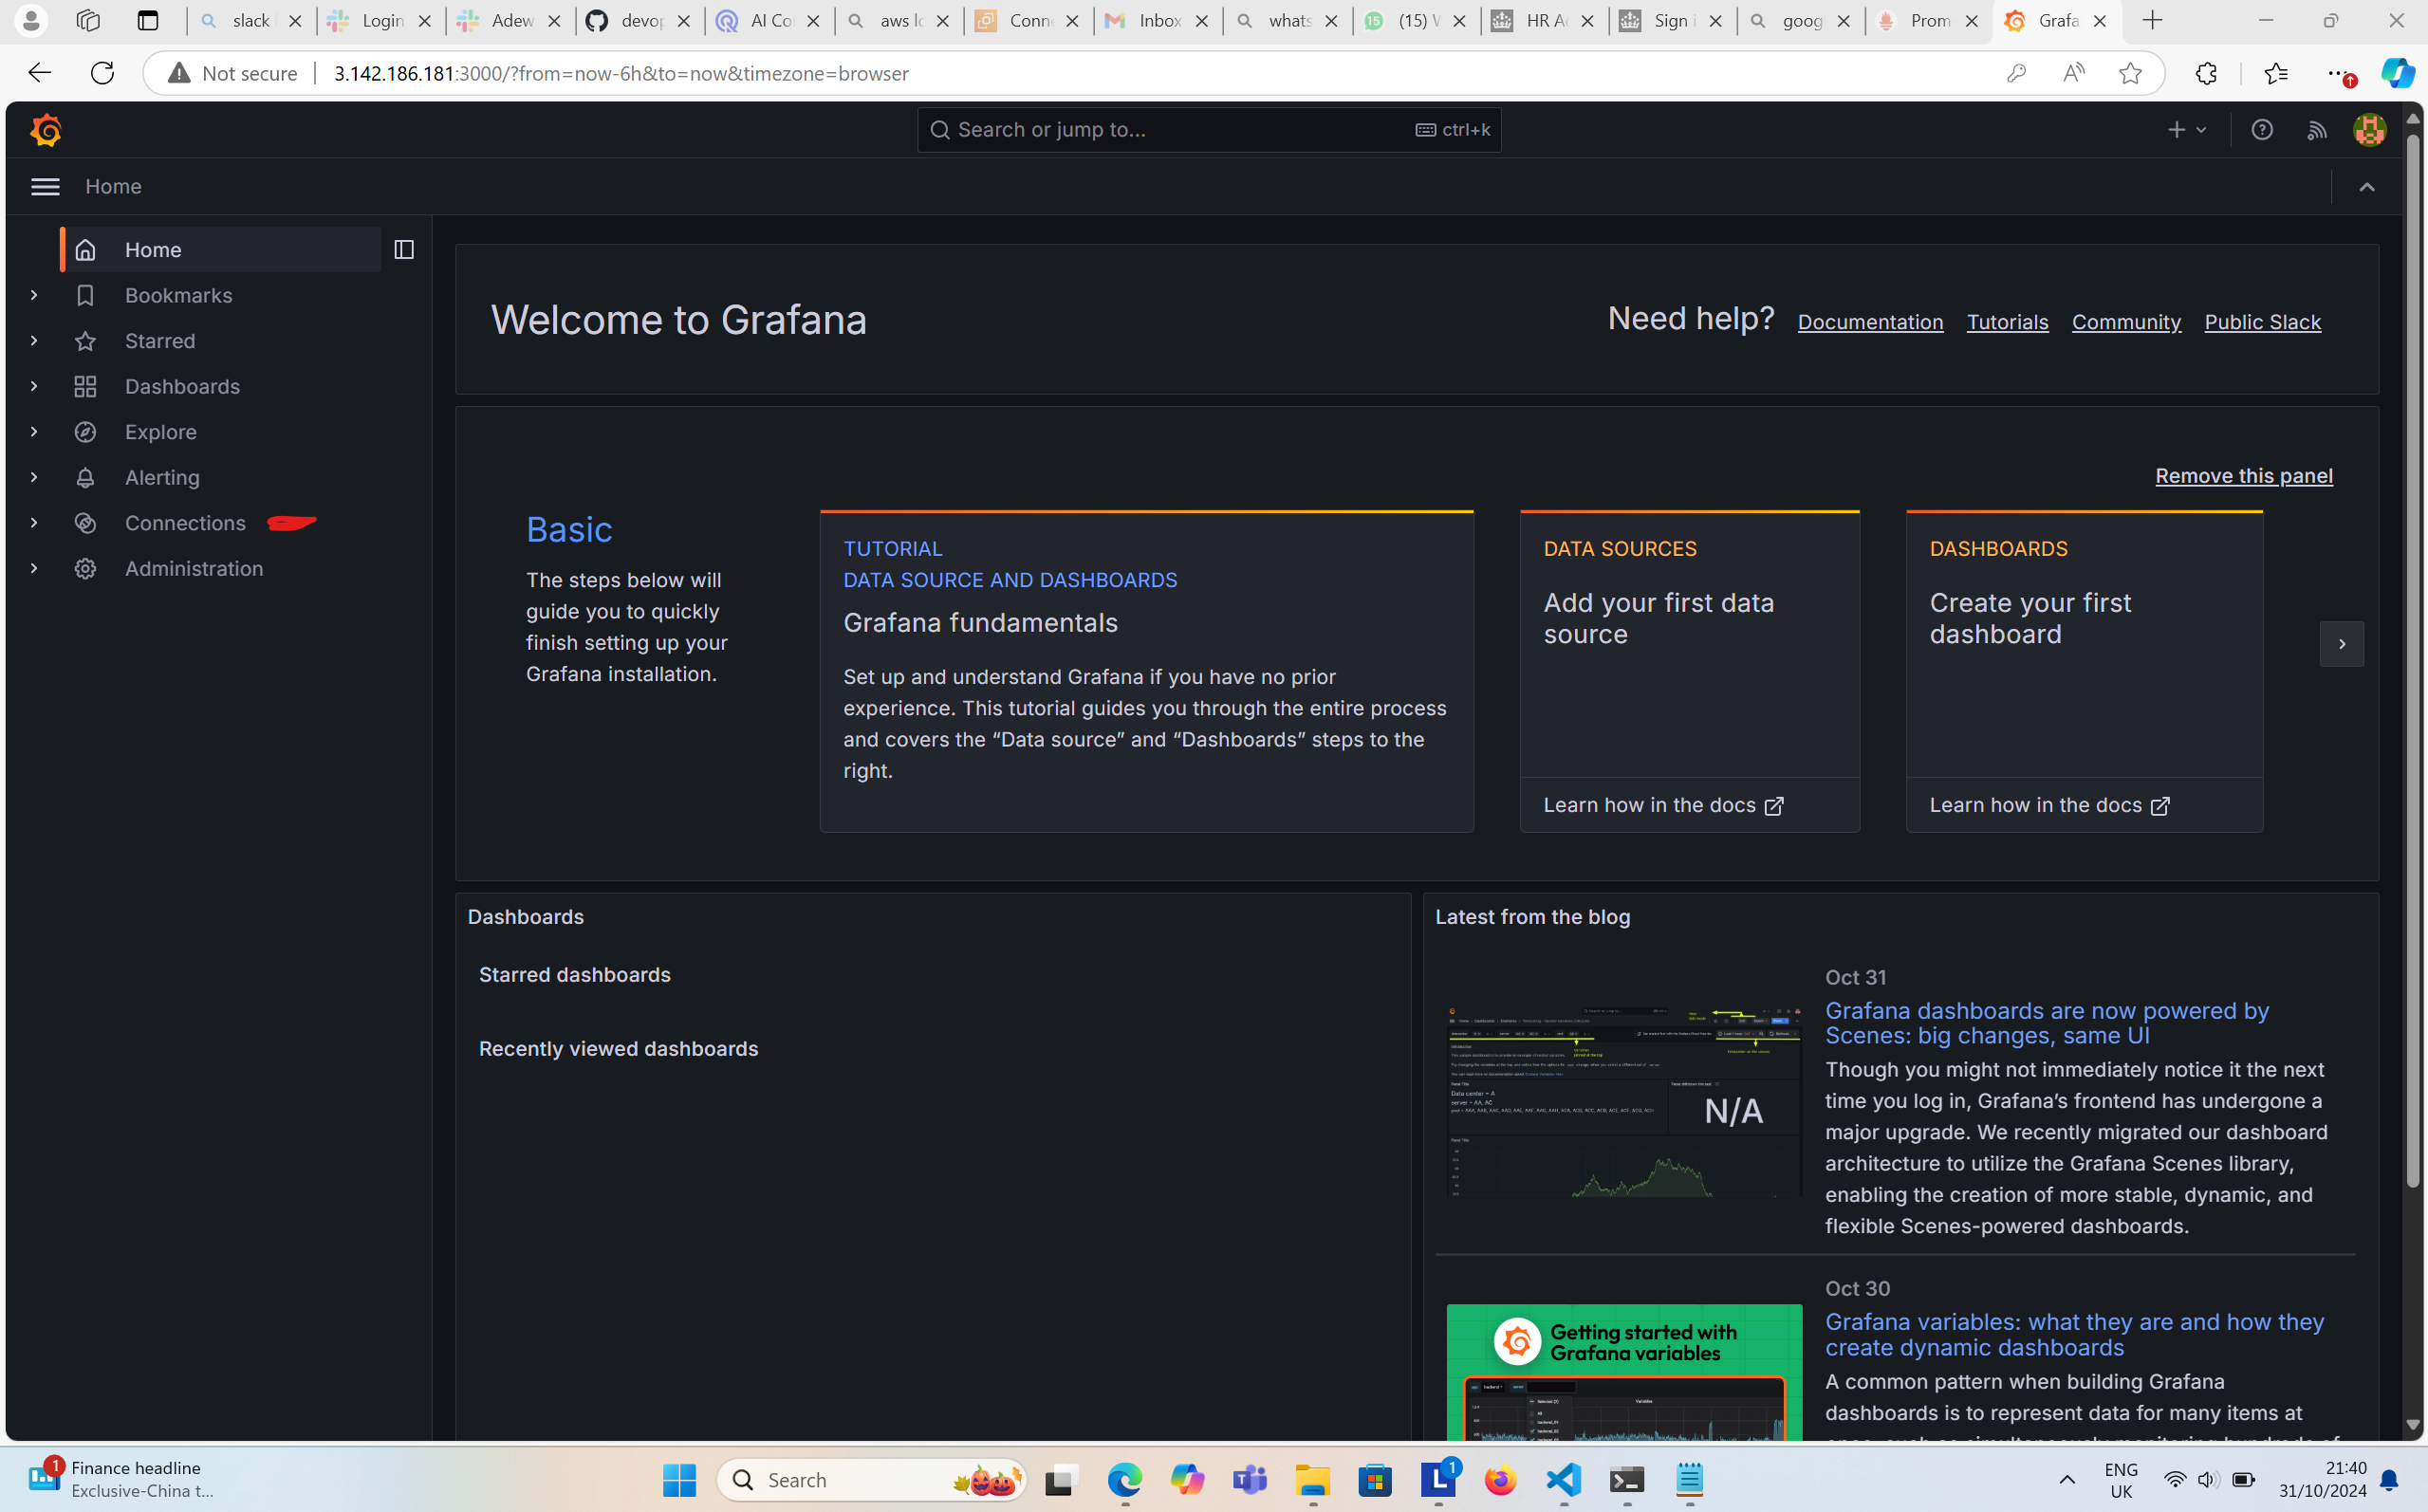 slack
Login
Adew
devop
AI Co
aws lo
Conn
Inbox
whats
(15) W
HR A
Sign i
goog
Prom
Grafa
Not secure
3.142.186.181:3000/?from=now-6h&to=now&timezone=browser
Search or jump to...
ctrl+k
Home
Home
Bookmarks
Starred
Dashboards
Explore
Alerting
Connections
Administration
Welcome to Grafana
Need help?
Documentation
Tutorials
Community
Public Slack
Remove this panel
Basic
The steps below will
guide you to quickly
finish setting up your
Grafana installation.
TUTORIAL
DATA SOURCE AND DASHBOARDS
Grafana fundamentals
Set up and understand Grafana if you have no prior
experience. This tutorial guides you through the entire process
and covers the “Data source” and “Dashboards” steps to the
right.
DATA SOURCES
Add your first data
source
Learn how in the docs
DASHBOARDS
Create your first
dashboard
Learn how in the docs
Dashboards
Starred dashboards
Recently viewed dashboards
Latest from the blog
N/A
Oct 31
Grafana dashboards are now powered by
Scenes: big changes, same UI
Though you might not immediately notice it the next
time you log in, Grafana’s frontend has undergone a
major upgrade. We recently migrated our dashboard
architecture to utilize the Grafana Scenes library,
enabling the creation of more stable, dynamic, and
flexible Scenes-powered dashboards.
Getting started with
Grafana variables
Oct 30
Grafana variables: what they are and how they
create dynamic dashboards
A common pattern when building Grafana
dashboards is to represent data for many items at
1
Finance headline
Exclusive-China t...
Search
1
ENG
UK
21:40
31/10/2024